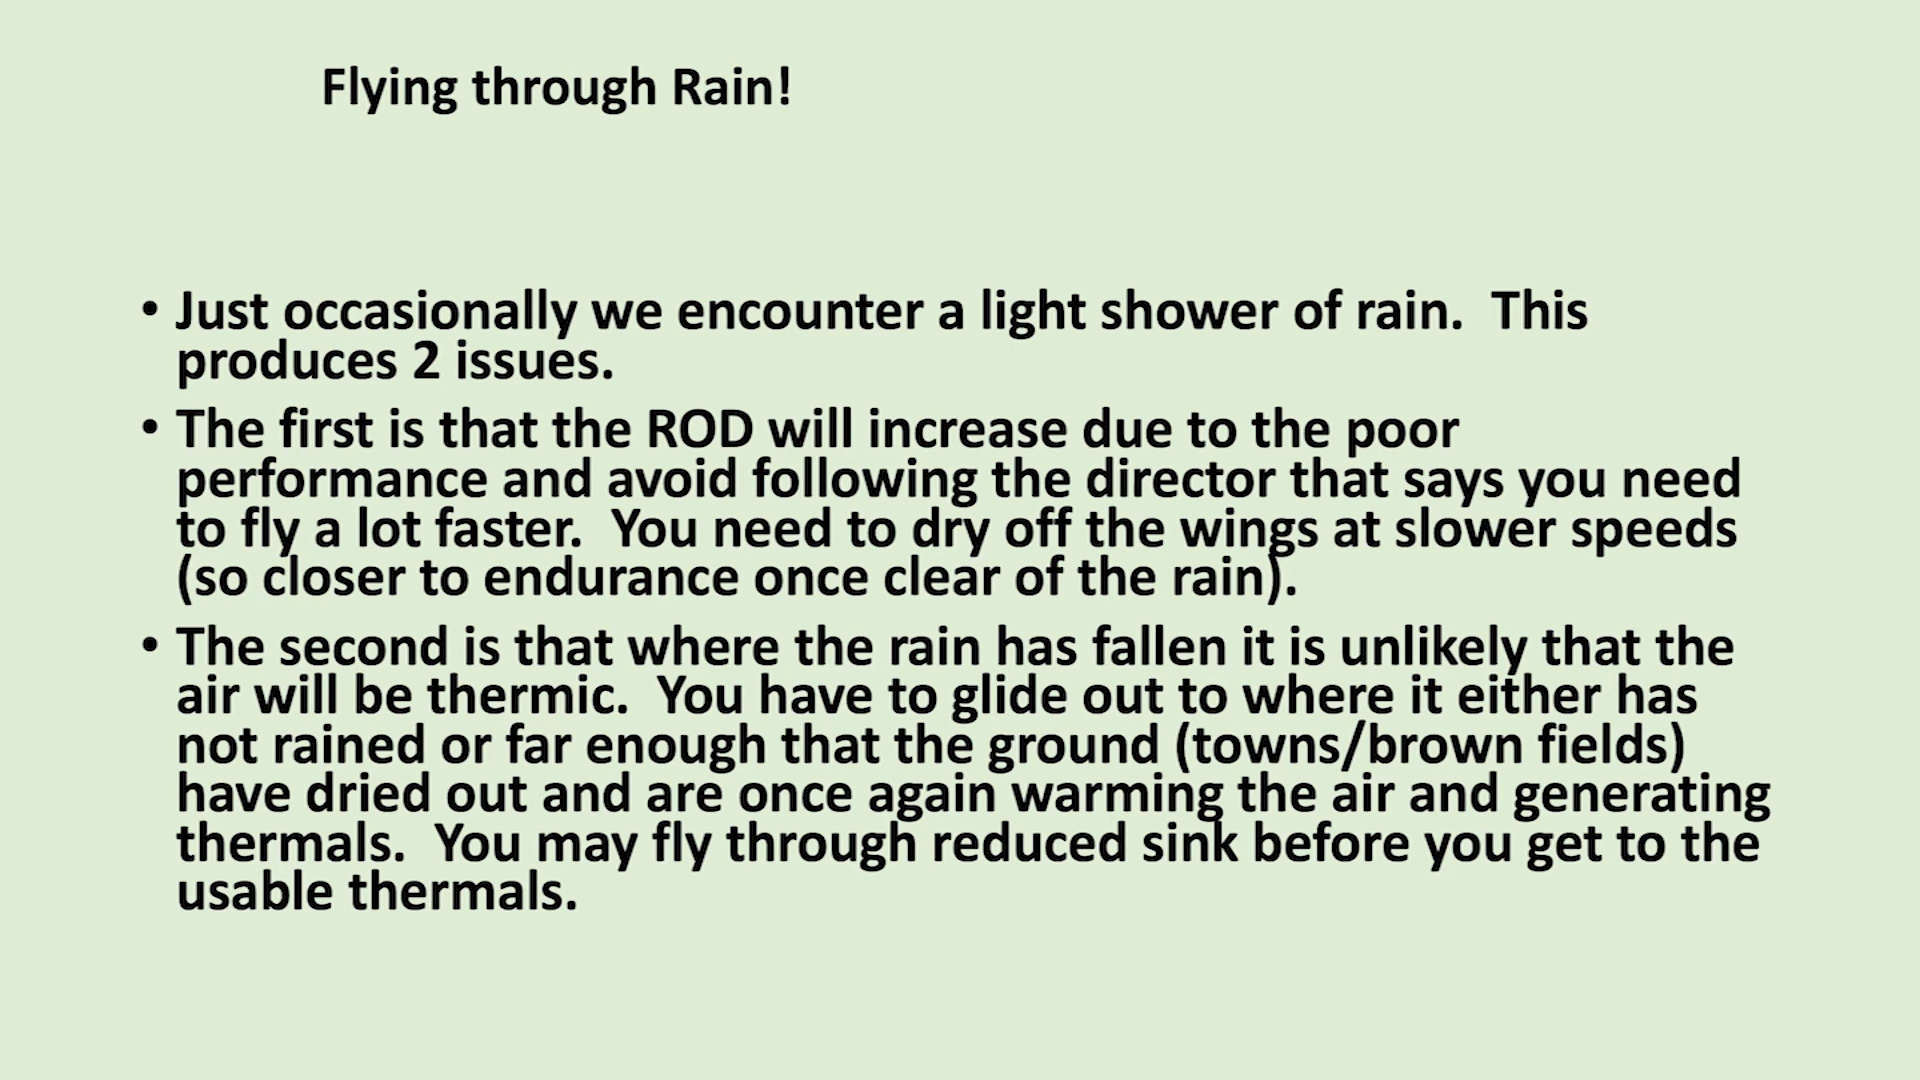 Flying through Rain!
• Just occasionally we encounter a light shower of rain.  This
produces 2 issues.
• The first is that the ROD will increase due to the poor
performance and avoid following the director that says you need
to fly a lot faster.  You need to dry off the wings at slower speeds
(so closer to endurance once clear of the rain).
• The second is that where the rain has fallen it is unlikely that the
air will be thermic.  You have to glide out to where it either has
not rained or far enough that the ground (towns/brown fields)
have dried out and are once again warming the air and generating
thermals.  You may fly through reduced sink before you get to the
usable thermals.